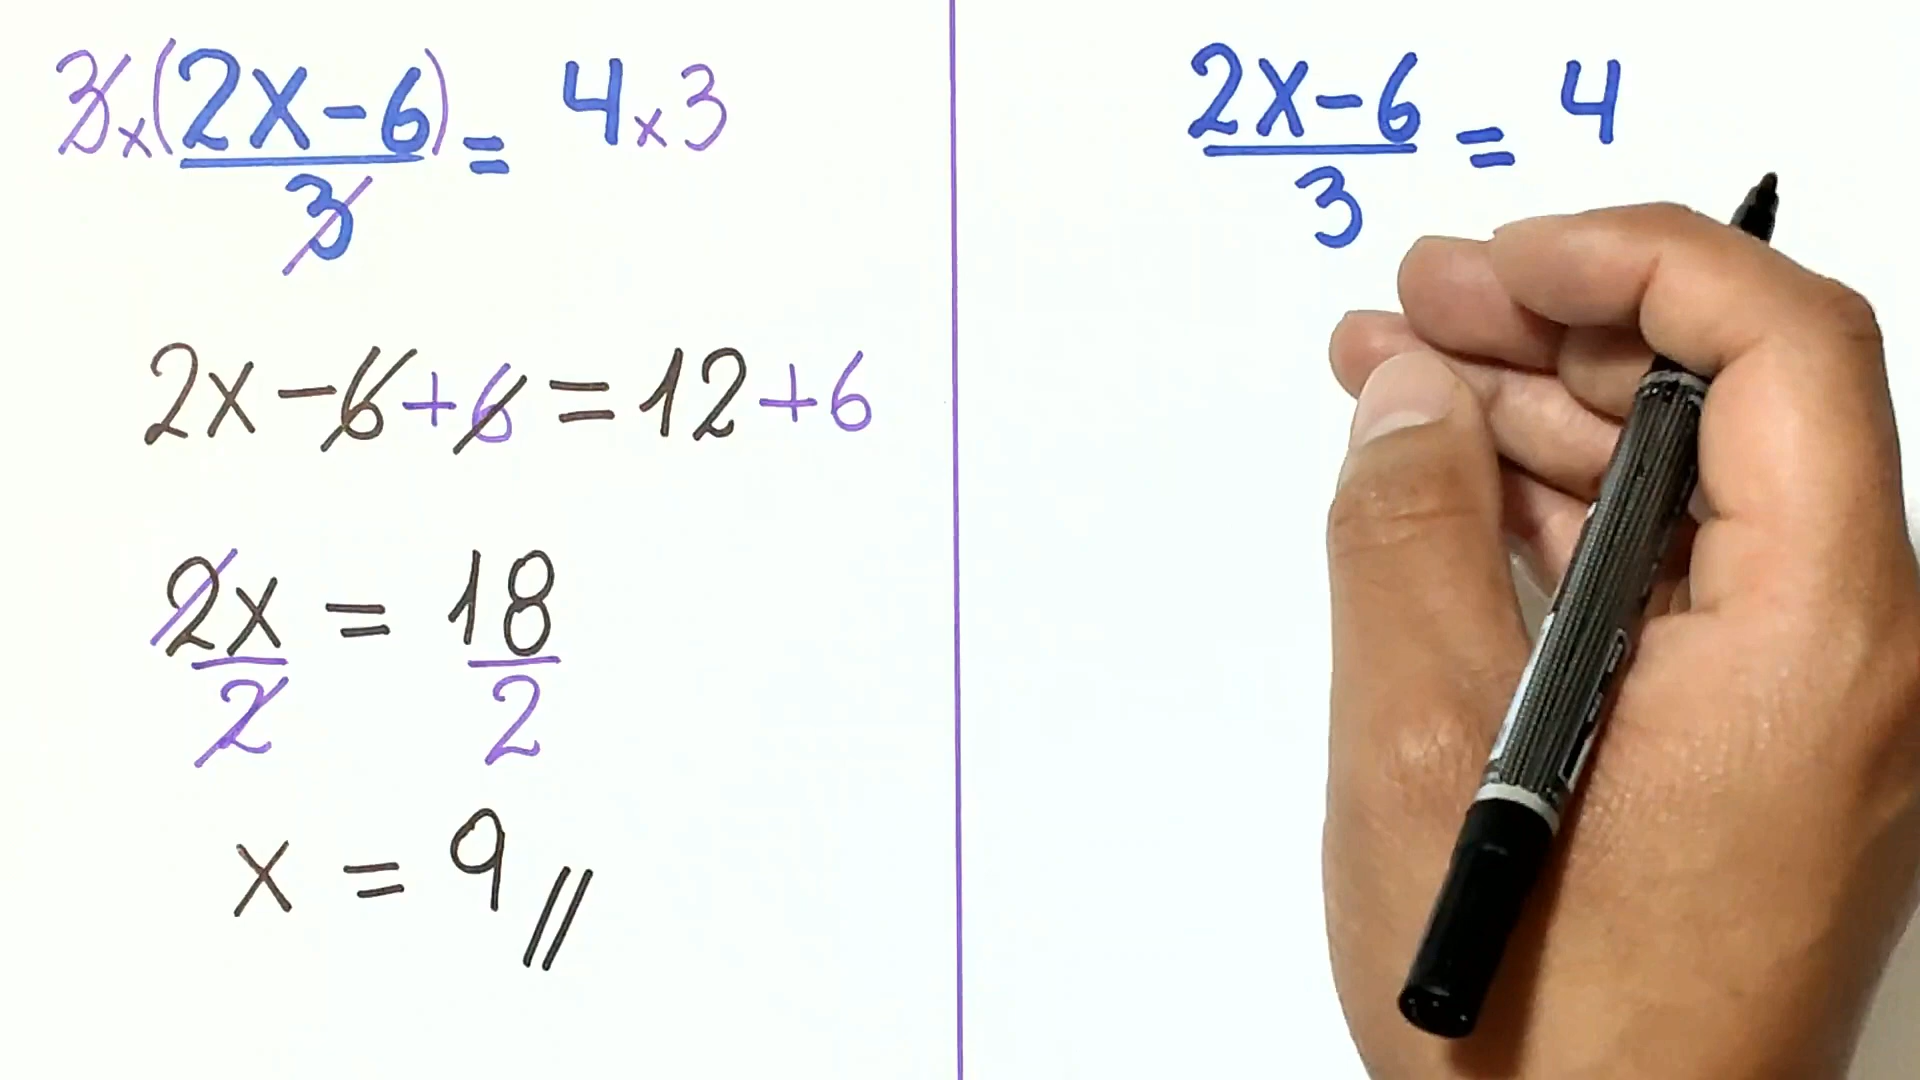 3x(2x-6) = 4x3
3
2x-6+6 = 12+6
2x = 18
2 2
x = 9 //
2x-6 = 4
3